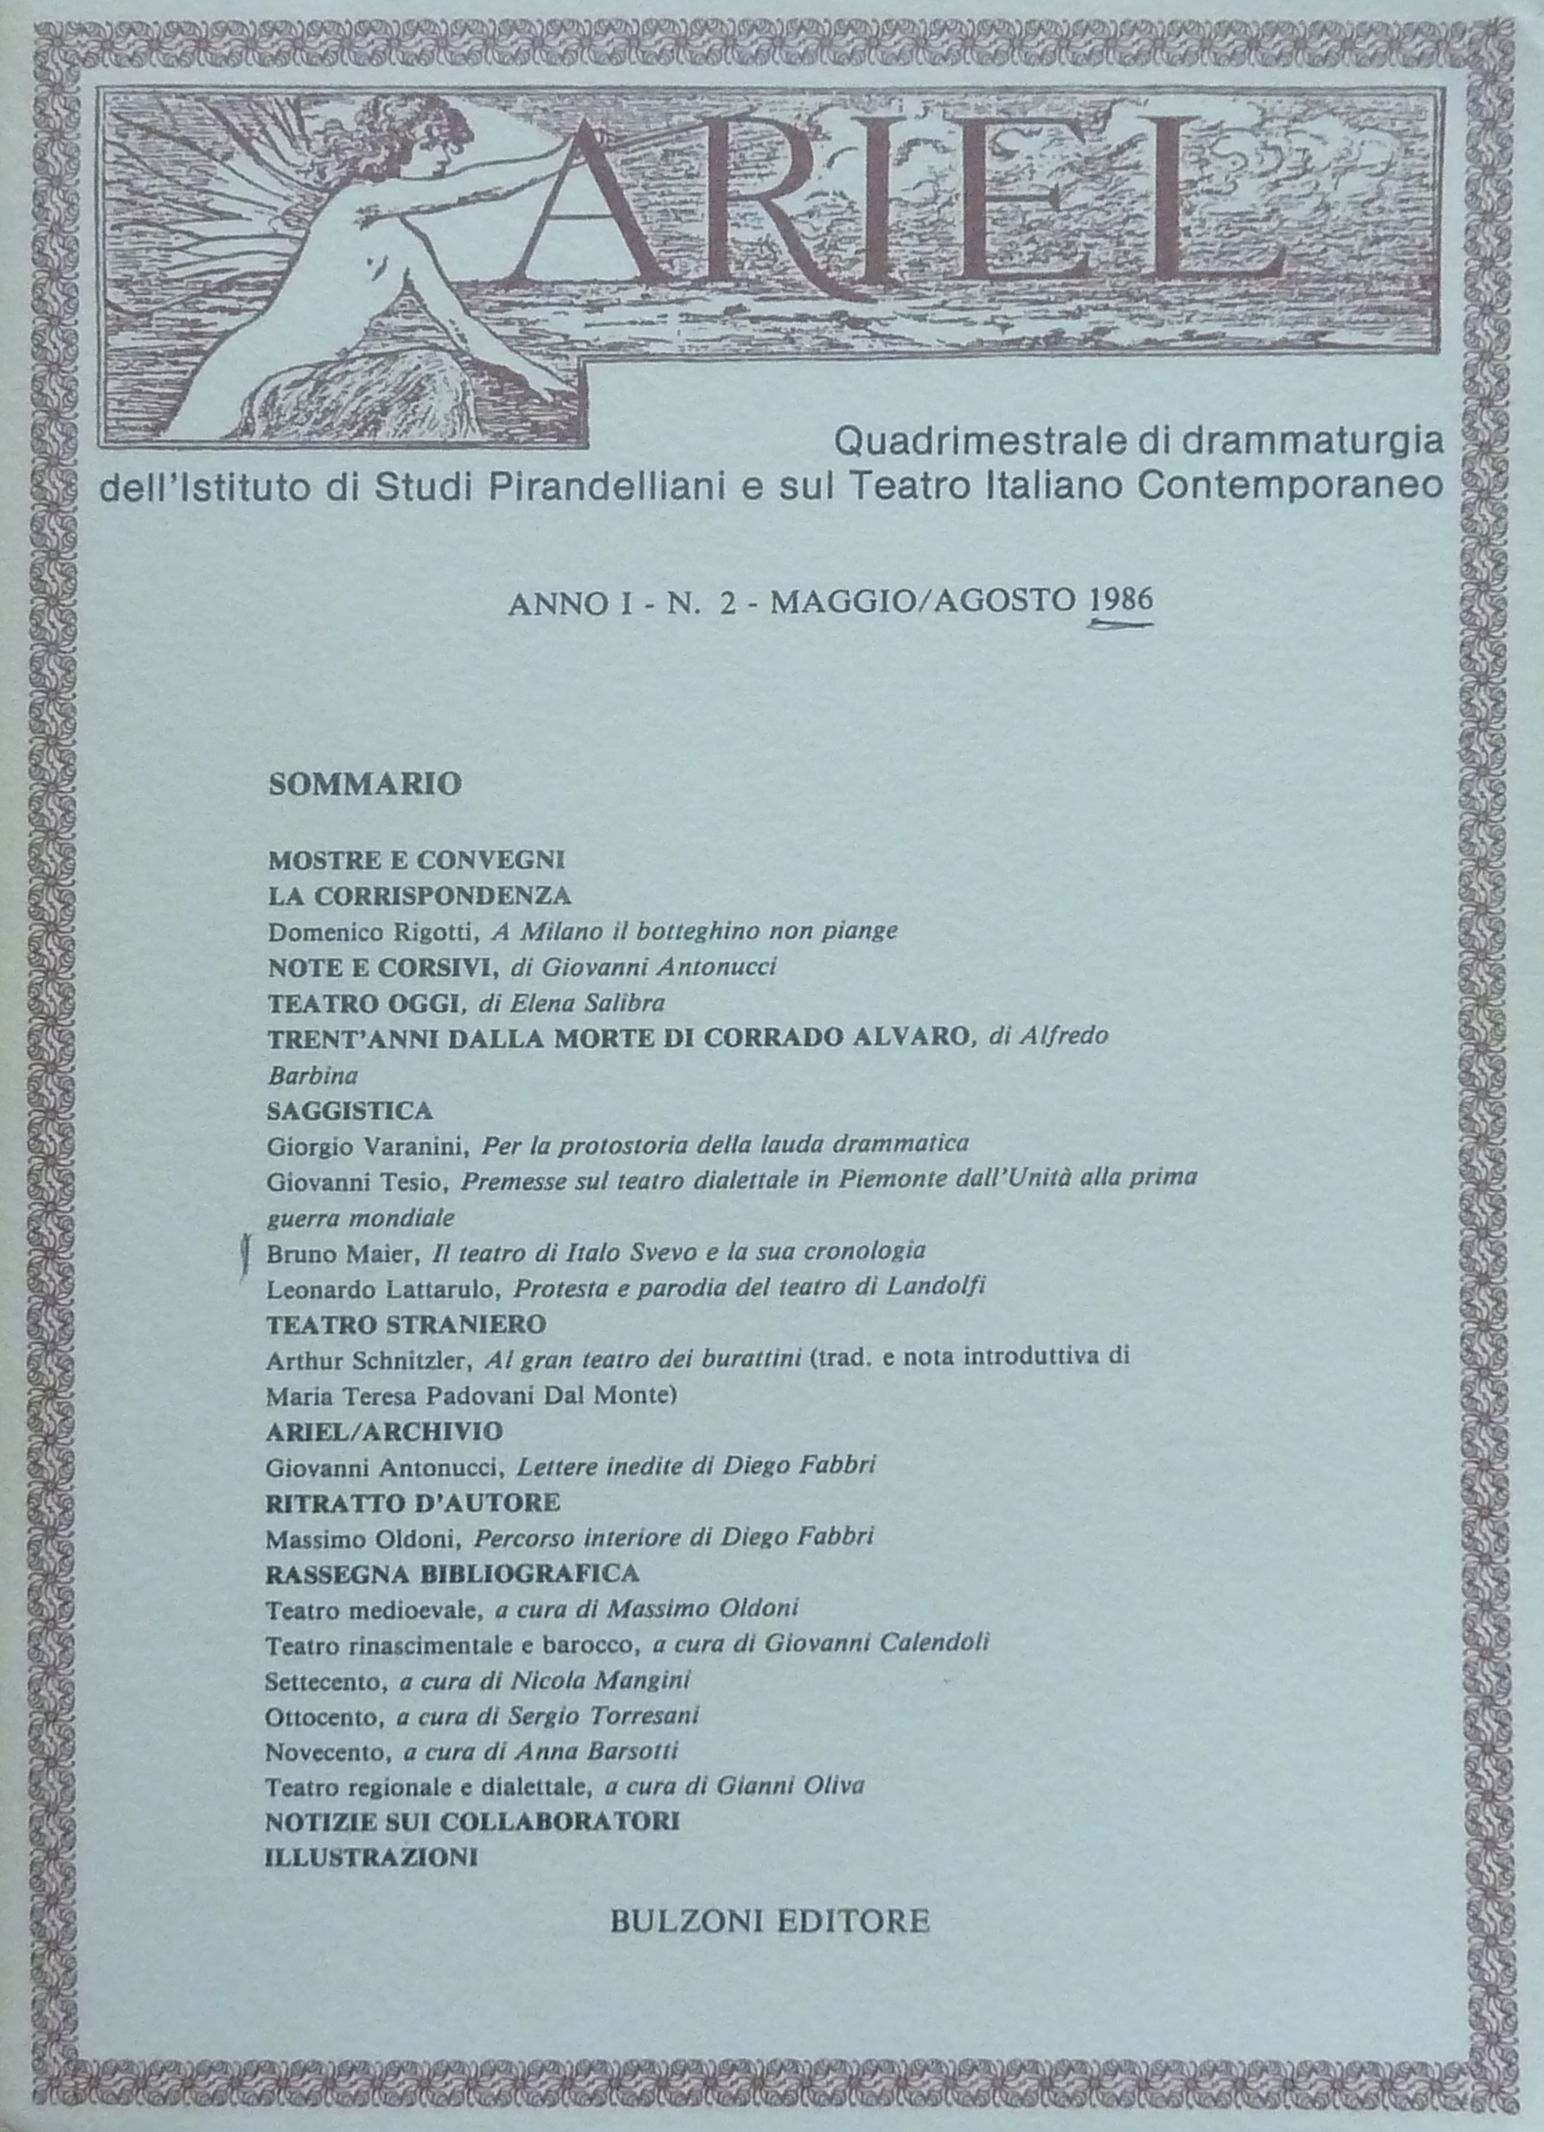 ARIEL
Quadrimestrale di drammaturgia
dell'Istituto di Studi Pirandelliani e sul Teatro Italiano Contemporaneo
ANNO I - N. 2 - MAGGIO/AGOSTO 1986
SOMMARIO
MOSTRE E CONVEGNI
LA CORRISPONDENZA
Domenico Rigotti, A Milano il botteghino non piange
NOTE E CORSIVI, di Giovanni Antonucci
TEATRO OGGI, di Elena Salibra
TRENT'ANNI DALLA MORTE DI CORRADO ALVARO, di Alfredo
Barbina
SAGGISTICA
Giorgio Varanini, Per la protostoria della lauda drammatica
Giovanni Tesio, Premesse sul teatro dialettale in Piemonte dall'Unità alla prima
guerra mondiale
Bruno Maier, Il teatro di Italo Svevo e la sua cronologia
Leonardo Lattarulo, Protesta e parodia del teatro di Landolfi
TEATRO STRANIERO
Arthur Schnitzler, Al gran teatro dei burattini (trad. e nota introduttiva di
Maria Teresa Padovani Dal Monte)
ARIEL/ARCHIVIO
Giovanni Antonucci, Lettere inedite di Diego Fabbri
RITRATTO D'AUTORE
Massimo Oldoni, Percorso interiore di Diego Fabbri
RASSEGNA BIBLIOGRAFICA
Teatro medioevale, a cura di Massimo Oldoni
Teatro rinascimentale e barocco, a cura di Giovanni Calendoli
Settecento, a cura di Nicola Mangini
Ottocento, a cura di Sergio Torresani
Novecento, a cura di Anna Barsotti
Teatro regionale e dialettale, a cura di Gianni Oliva
NOTIZIE SUI COLLABORATORI
ILLUSTRAZIONI
BULZONI EDITORE